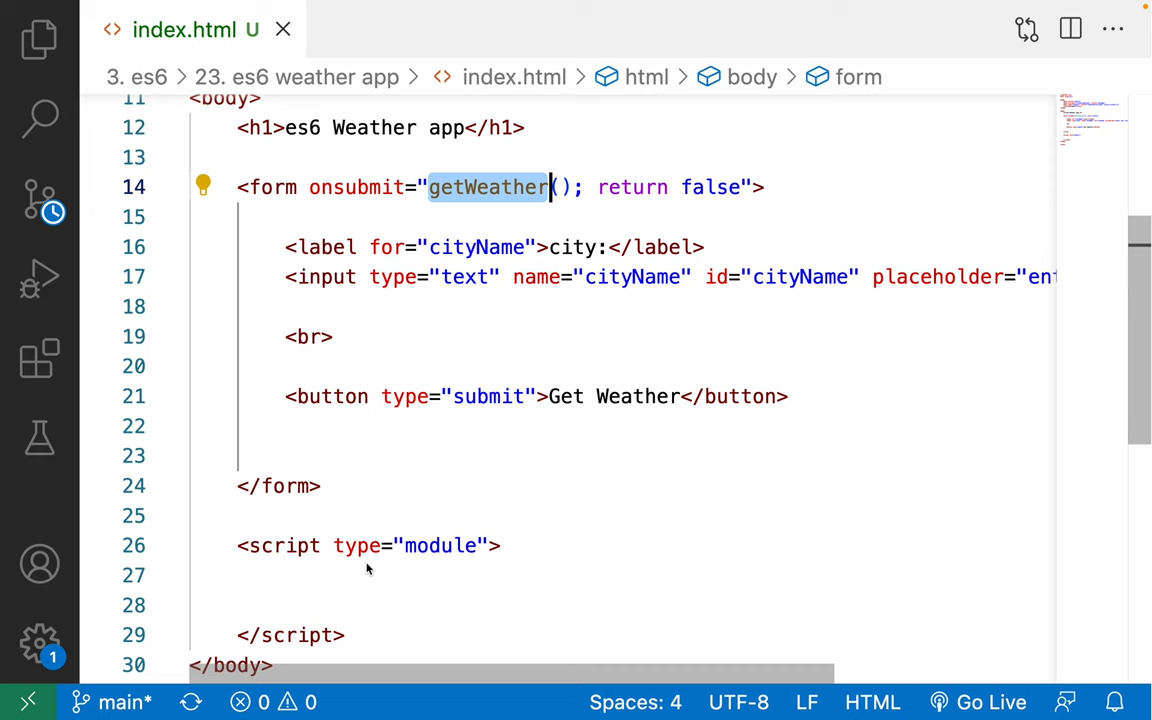 index.html U
3. es6 > 23. es6 weather app > index.html > html > body > form
11 <body>
12 <h1>es6 Weather app</h1>
13
14 <form onsubmit="getWeather(); return false">
15
16 <label for="cityName">city:</label>
17 <input type="text" name="cityName" id="cityName" placeholder="ent
18
19 <br>
20
21 <button type="submit">Get Weather</button>
22
23
24 </form>
25
26 <script type="module">
27
28
29 </script>
30 </body>
1
main* 0 0 Spaces: 4 UTF-8 LF HTML Go Live